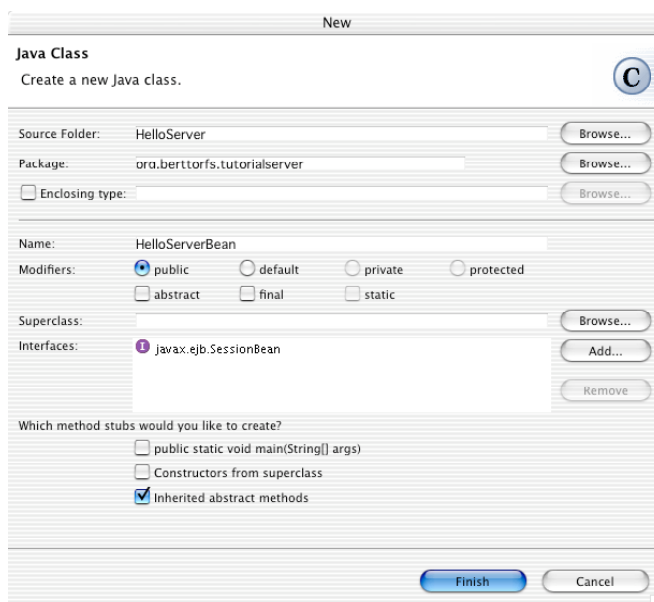 New
Java Class
Create a new Java class.
C
Source Folder: HelloServer Browse...
Package: org.berttorfs.tutorialserver Browse...
Enclosing type: Browse...
Name: HelloServerBean
Modifiers: public default private protected
abstract final static
Superclass: Browse...
Interfaces: I javax.ejb.SessionBean Add...
Remove
Which method stubs would you like to create?
public static void main(String[] args)
Constructors from superclass
Inherited abstract methods
Finish Cancel